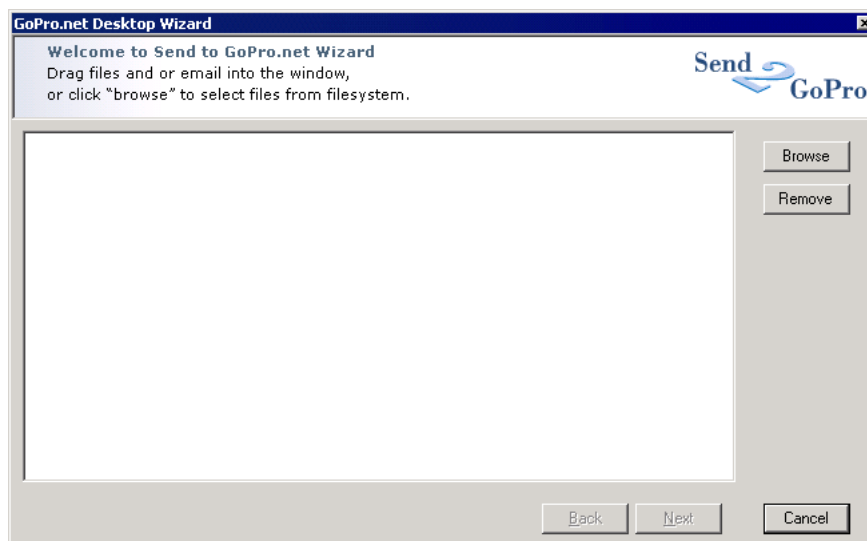 GoPro.net Desktop Wizard
Welcome to Send to GoPro.net Wizard
Drag files and or email into the window,
or click “browse” to select files from filesystem.
Send
GoPro
Browse
Remove
Back
Next
Cancel